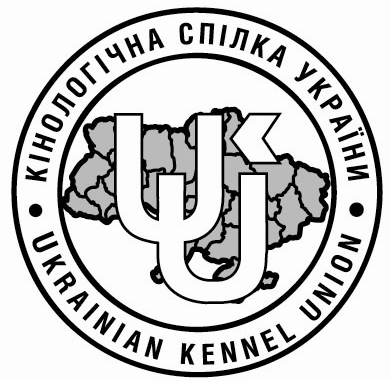 КІНОЛОГІЧНА СПІЛКА УКРАЇНИ
UKU
UKRAINIAN KENNEL UNION